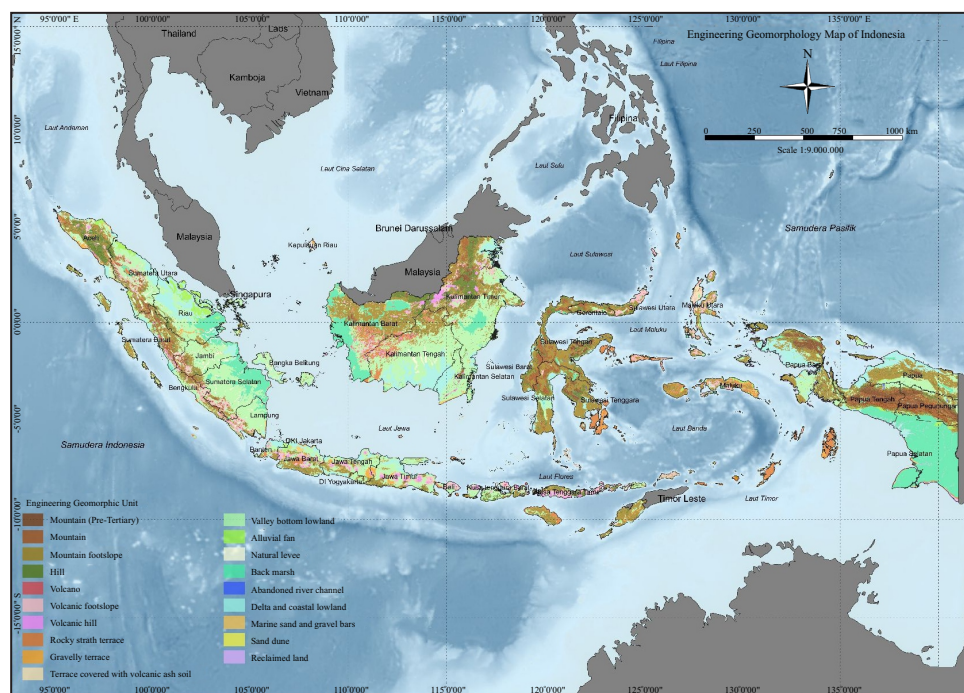 95°0'0"E 100°0'0"E 105°0'0"E 110°0'0"E 115°0'0"E 120°0'0"E 125°0'0"E 130°0'0"E 135°0'0"E
N
15°0'0"
10°0'0"
5°0'0"
0°0'0"
-5°0'0"
-10°0'0"
-15°0'0"
S
Engineering Geomorphology Map of Indonesia
N
0 250 500 750 1000 km
Scale 1:9.000.000
Thailand
Laos
Kamboja
Vietnam
Filipina
Laut Filipina
Filipina
Laut Andaman
Laut Cina Selatan
Laut Sulu
Brunei Darussalam
Samudera Pasifik
Malaysia
Kepulauan Riau
Laut Sulawesi
Aceh
Sumatera Utara
Malaysia
Singapura
Kalimantan Timur
Sulawesi Utara
Maluku Utara
Gorontalo
Riau
Kalimantan Barat
Laut Maluku
Sumatera Barat
Sulawesi Tengah
Jambi
Kalimantan Tengah
Bangka Belitung
Sulawesi Barat
Papua Barat
Papua
Bengkulu
Sumatera Selatan
Kalimantan Selatan
Maluku
Papua Tengah
Papua Pegunungan
Sulawesi Selatan
Sulawesi Tenggara
Lampung
Laut Jawa
Laut Banda
Samudera Indonesia
DKI Jakarta
Banten
Jawa Barat
Jawa Tengah
Papua Selatan
DI Yogyakarta
Jawa Timur
Bali
Laut Flores
Nusa Tenggara Barat
Nusa Tenggara Timur
Timor Leste
Laut Timor
Engineering Geomorphic Unit
Mountain (Pre-Tertiary)
Mountain
Mountain footslope
Hill
Volcano
Volcanic footslope
Volcanic hill
Rocky strath terrace
Gravelly terrace
Terrace covered with volcanic ash soil
Valley bottom lowland
Alluvial fan
Natural levee
Back marsh
Abandoned river channel
Delta and coastal lowland
Marine sand and gravel bars
Sand dune
Reclaimed land
95°0'0"E 100°0'0"E 105°0'0"E 110°0'0"E 115°0'0"E 120°0'0"E 125°0'0"E 130°0'0"E 135°0'0"E